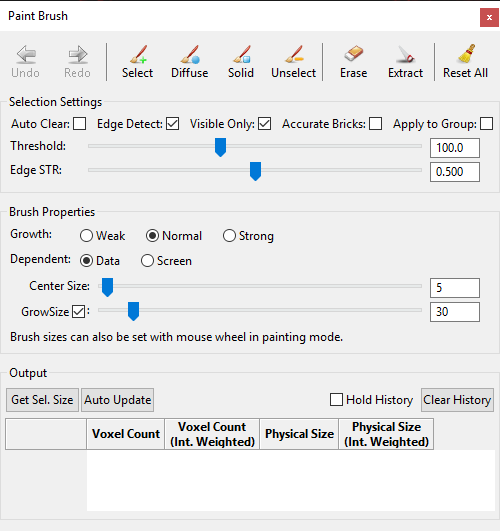 Paint Brush
x
Undo Redo Select Diffuse Solid Unselect Erase Extract Reset All
Selection Settings
Auto Clear: Edge Detect: Visible Only: Accurate Bricks: Apply to Group:
Threshold: 100.0
Edge STR: 0.500
Brush Properties
Growth: Weak Normal Strong
Dependent: Data Screen
Center Size: 5
GrowSize : 30
Brush sizes can also be set with mouse wheel in painting mode.
Output
Get Sel. Size Auto Update Hold History Clear History
Voxel Count Voxel Count Physical Size Physical Size
(Int. Weighted) (Int. Weighted)